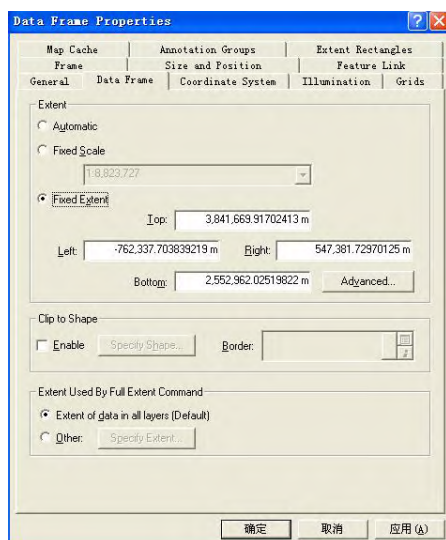 Data Frame Properties
Map Cache Annotation Groups Extent Rectangles
Frame Size and Position Feature Link
General Data Frame Coordinate System Illumination Grids
Extent
Automatic
Fixed Scale
1:8,823,727
Fixed Extent
Top: 3,841,669.91702413 m
Left: -762,337.703839219 m Right: 547,381.72970125 m
Bottom: 2,552,962.02519822 m Advanced...
Clip to Shape
Enable Specify Shape... Border:
Extent Used By Full Extent Command
Extent of data in all layers (Default)
Other: Specify Extent...
确定 取消 应用(A)